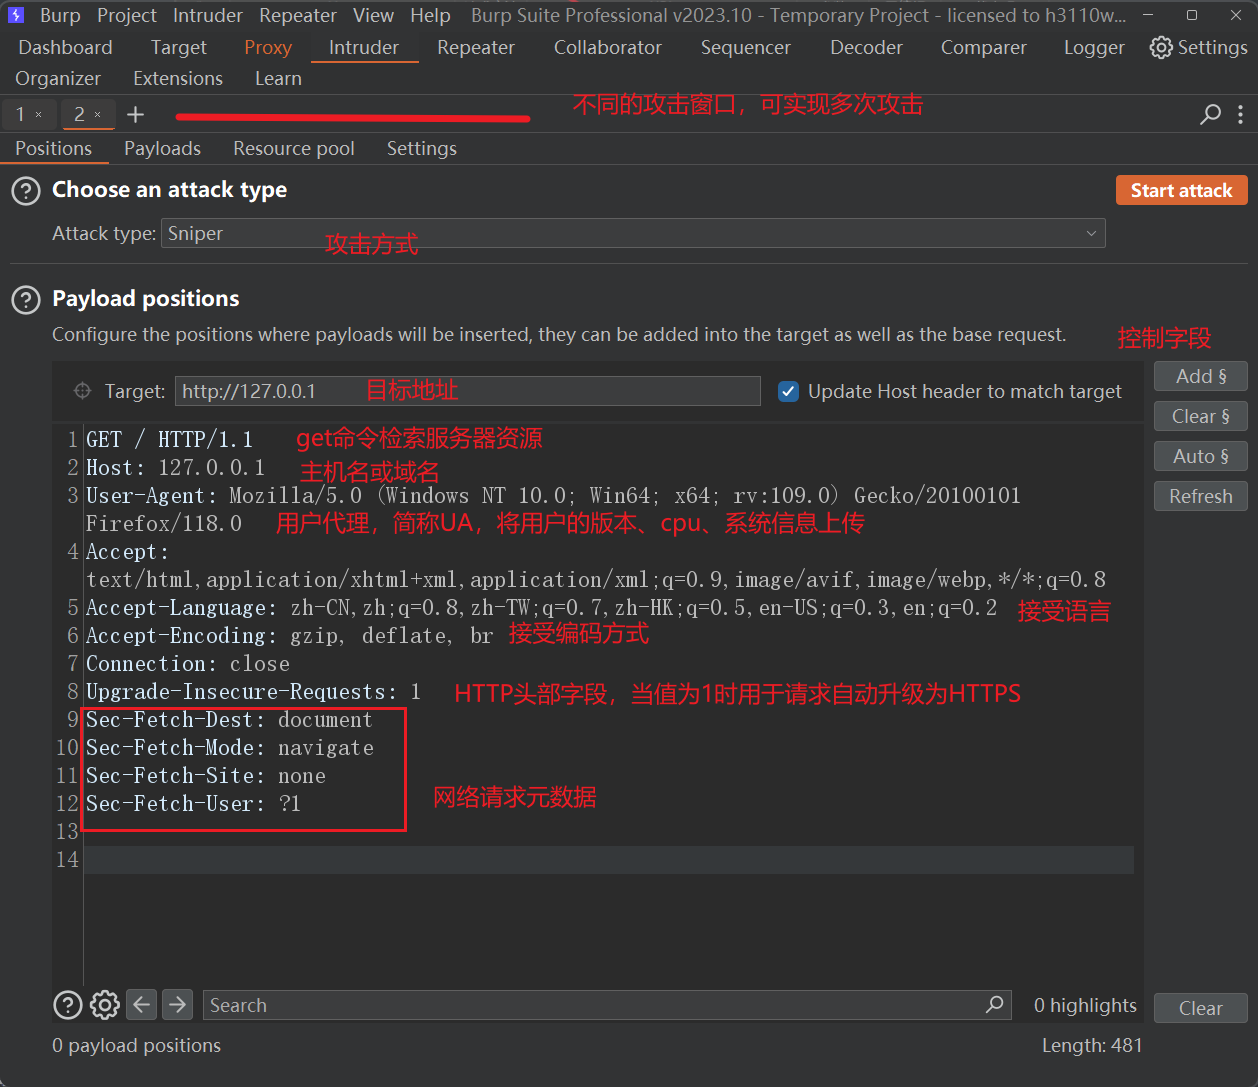 Burp Project Intruder Repeater View Help Burp Suite Professional v2023.10 - Temporary Project - licensed to h3110w...
Dashboard Target Proxy Intruder Repeater Collaborator Sequencer Decoder Comparer Logger Settings
Organizer Extensions Learn
不同的攻击窗口，可实现多次攻击
1 × 2 × +
Positions Payloads Resource pool Settings
? Choose an attack type Start attack
Attack type: Sniper
攻击方式
? Payload positions
Configure the positions where payloads will be inserted, they can be added into the target as well as the base request.
控制字段
Target: http://127.0.0.1 目标地址 Update Host header to match target
Add §
Clear §
Auto §
Refresh
1 GET / HTTP/1.1 get命令检索服务器资源
2 Host: 127.0.0.1 主机名或域名
3 User-Agent: Mozilla/5.0 (Windows NT 10.0; Win64; x64; rv:109.0) Gecko/20100101
Firefox/118.0 用户代理，简称UA，将用户的版本、cpu、系统信息上传
4 Accept:
text/html,application/xhtml+xml,application/xml;q=0.9,image/avif,image/webp,*/*;q=0.8
5 Accept-Language: zh-CN,zh;q=0.8,zh-TW;q=0.7,zh-HK;q=0.5,en-US;q=0.3,en;q=0.2 接受语言
6 Accept-Encoding: gzip, deflate, br 接受编码方式
7 Connection: close
8 Upgrade-Insecure-Requests: 1 HTTP头部字段，当值为1时用于请求自动升级为HTTPS
9 Sec-Fetch-Dest: document
10 Sec-Fetch-Mode: navigate
11 Sec-Fetch-Site: none
12 Sec-Fetch-User: ?1
网络请求元数据
13
14
? Search 0 highlights Clear
0 payload positions Length: 481